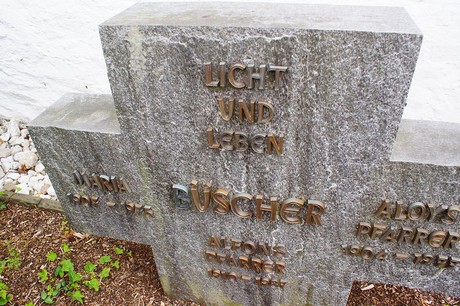 LICHT
UND
LEBEN
BÜSCHER
MARIA
ALFONS
PFARRER
ALOYS
PFARRER